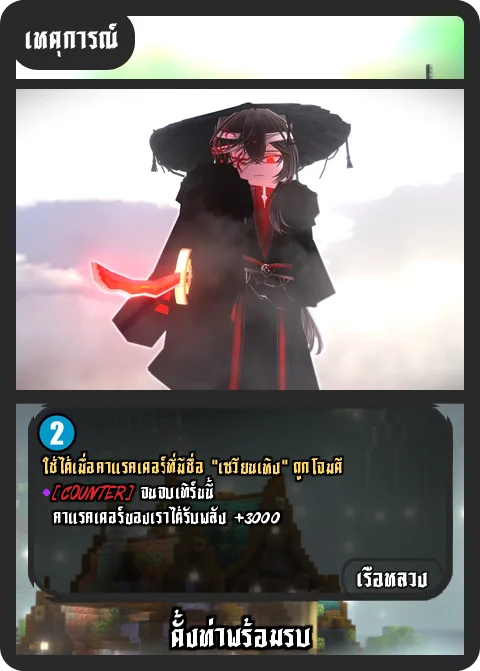 เหตุการณ์
2
ใช้ได้เมื่อคาแรคเตอร์ที่มีชื่อ "เซวียนเทิง" ถูกโจมตี
•[COUNTER] จนจบเทิร์นนี้
คาแรคเตอร์ของเราได้รับพลัง +3000
เรือหลวง
ตั้งท่าพร้อมรบ